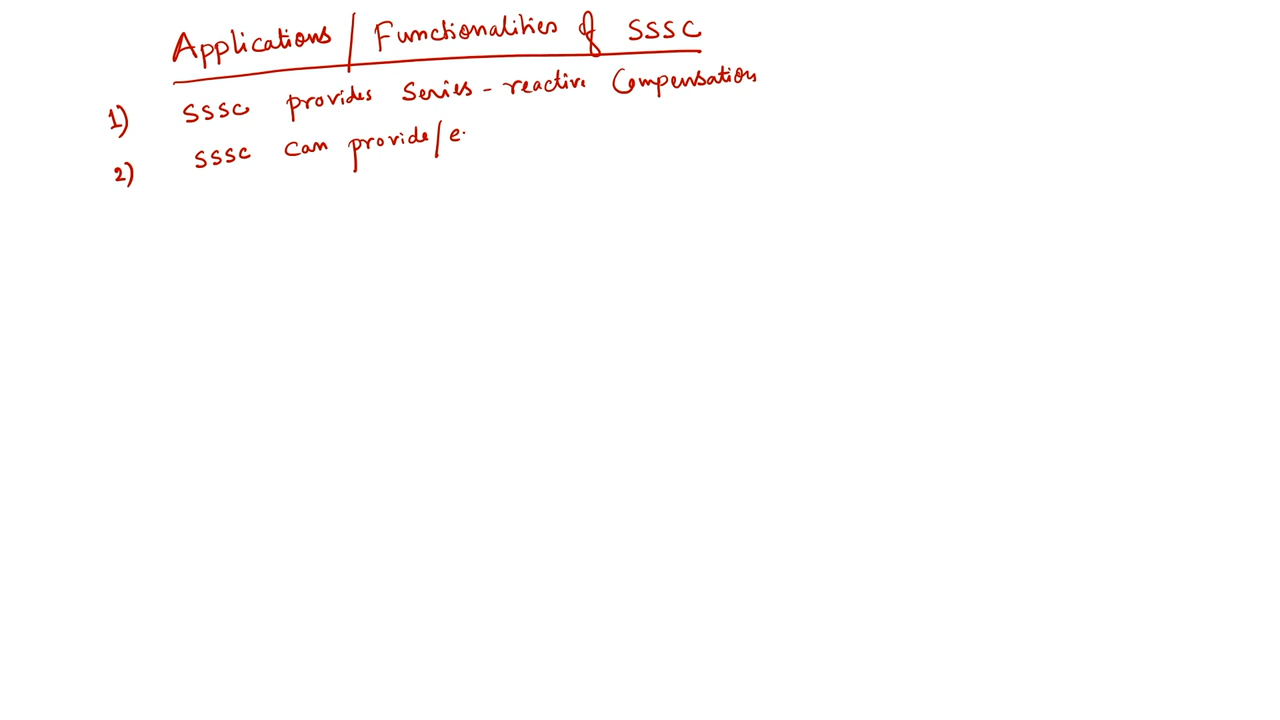 Applications / Functionalities of SSSC
1) SSSC provides Series-reactive Compensation
2) SSSC can provide/e